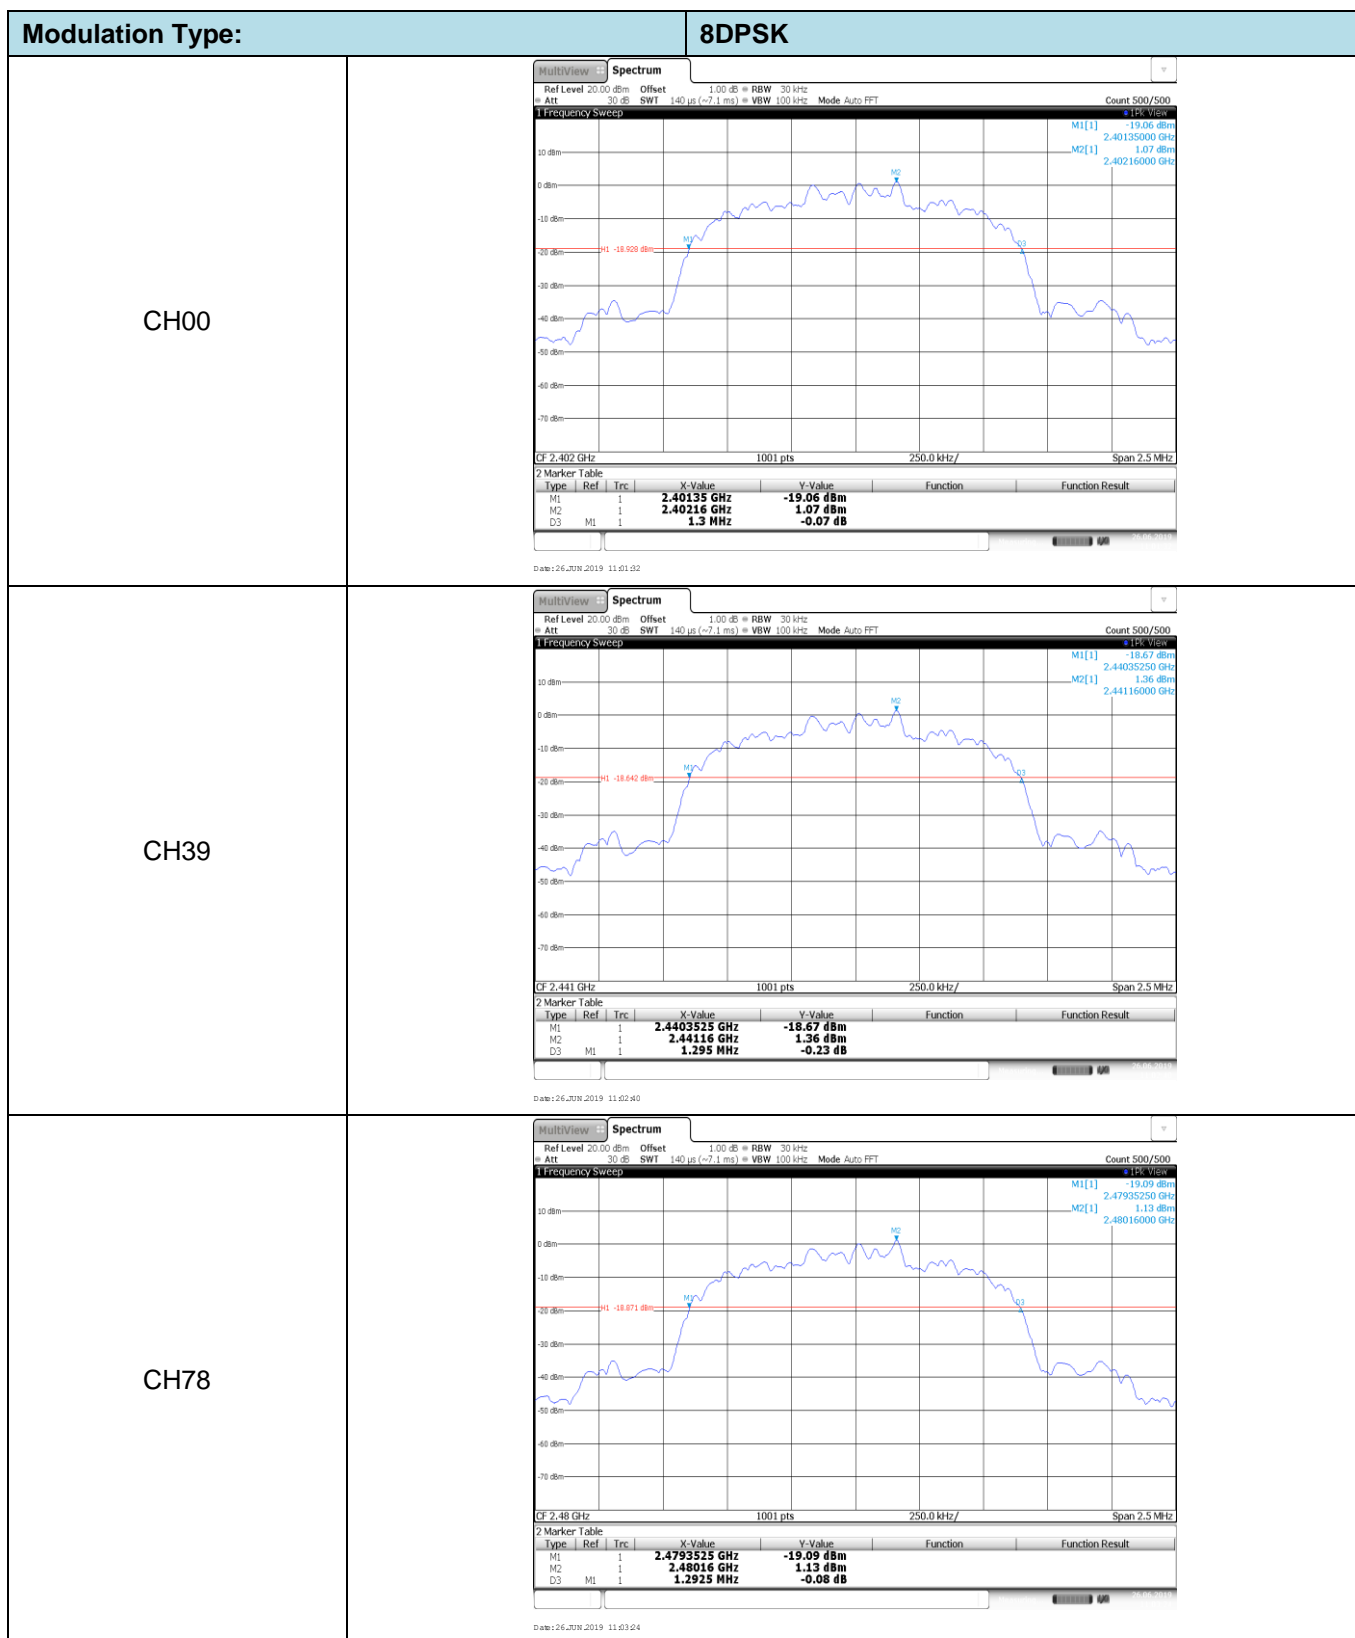 Modulation Type: 8DPSK
CH00
MultiView Spectrum
Ref Level 20.00 dBm Offset 1.00 dB RBW 30 kHz
Att 30 dB SWT 140 µs (~7.1 ms) VBW 100 kHz Mode Auto FFT Count 500/500
1 Frequency Sweep 1Pk View
M1[1] -19.06 dBm
2.40135000 GHz
M2[1] 1.07 dBm
2.40216000 GHz
10 dBm
M2
0 dBm
-10 dBm
M1
D3
H1 -18.928 dBm
-20 dBm
-30 dBm
-40 dBm
-50 dBm
-60 dBm
-70 dBm
CF 2.402 GHz 1001 pts 250.0 kHz/ Span 2.5 MHz
2 Marker Table
Type Ref Trc X-Value Y-Value Function Function Result
M1 1 2.40135 GHz -19.06 dBm
M2 1 2.40216 GHz 1.07 dBm
D3 M1 1 1.3 MHz -0.07 dB
26.06.2019
Date: 26.JUN.2019 11:01:32
CH39
MultiView Spectrum
Ref Level 20.00 dBm Offset 1.00 dB RBW 30 kHz
Att 30 dB SWT 140 µs (~7.1 ms) VBW 100 kHz Mode Auto FFT Count 500/500
1 Frequency Sweep 1Pk View
M1[1] -18.67 dBm
2.44035250 GHz
M2[1] 1.36 dBm
2.44116000 GHz
10 dBm
M2
0 dBm
-10 dBm
M1
D3
H1 -18.642 dBm
-20 dBm
-30 dBm
-40 dBm
-50 dBm
-60 dBm
-70 dBm
CF 2.441 GHz 1001 pts 250.0 kHz/ Span 2.5 MHz
2 Marker Table
Type Ref Trc X-Value Y-Value Function Function Result
M1 1 2.4403525 GHz -18.67 dBm
M2 1 2.44116 GHz 1.36 dBm
D3 M1 1 1.295 MHz -0.23 dB
26.06.2019
Date: 26.JUN.2019 11:02:40
CH78
MultiView Spectrum
Ref Level 20.00 dBm Offset 1.00 dB RBW 30 kHz
Att 30 dB SWT 140 µs (~7.1 ms) VBW 100 kHz Mode Auto FFT Count 500/500
1 Frequency Sweep 1Pk View
M1[1] -19.09 dBm
2.47935250 GHz
M2[1] 1.13 dBm
2.48016000 GHz
10 dBm
M2
0 dBm
-10 dBm
M1
D3
H1 -18.871 dBm
-20 dBm
-30 dBm
-40 dBm
-50 dBm
-60 dBm
-70 dBm
CF 2.48 GHz 1001 pts 250.0 kHz/ Span 2.5 MHz
2 Marker Table
Type Ref Trc X-Value Y-Value Function Function Result
M1 1 2.4793525 GHz -19.09 dBm
M2 1 2.48016 GHz 1.13 dBm
D3 M1 1 1.2925 MHz -0.08 dB
26.06.2019
Date: 26.JUN.2019 11:03:24